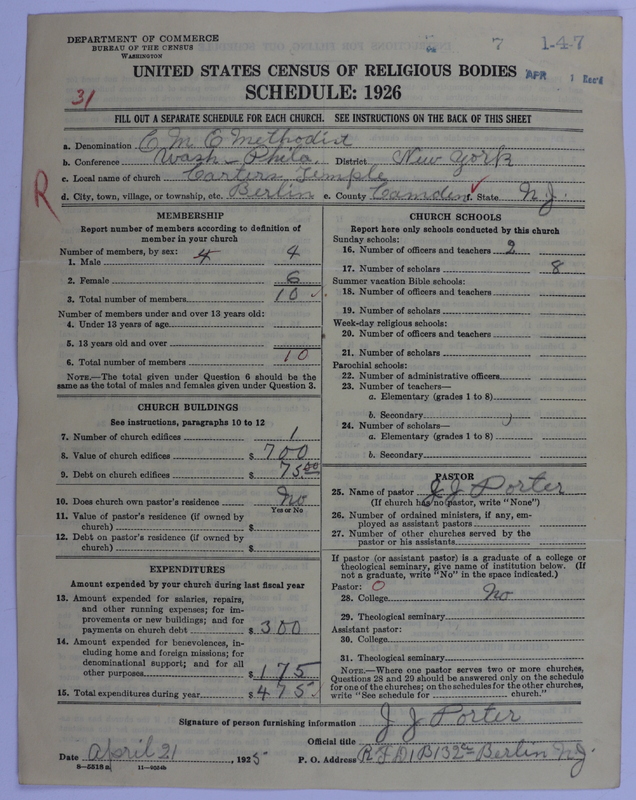 DEPARTMENT OF COMMERCE
BUREAU OF THE CENSUS
WASHINGTON
7 1-4-7
UNITED STATES CENSUS OF RELIGIOUS BODIES
APR
Rec'd
SCHEDULE: 1926
31
FILL OUT A SEPARATE SCHEDULE FOR EACH CHURCH. SEE INSTRUCTIONS ON THE BACK OF THIS SHEET
a. Denomination C M E Methodist
b. Conference Wash - Phila. District New York
c. Local name of church Carters Temple
R
d. City, town, village, or township, etc. Berlin e. County Camden f. State N J.
MEMBERSHIP
Report number of members according to definition of
member in your church
Number of members, by sex: 4
1. Male 4
2. Female 6
3. Total number of members 10
Number of members under and over 13 years old:
4. Under 13 years of age
5. 13 years old and over
6. Total number of members 10
NOTE.—The total given under Question 6 should be the
same as the total of males and females given under Question 3.
CHURCH BUILDINGS
See instructions, paragraphs 10 to 12
7. Number of church edifices 1
8. Value of church edifices $ 700
9. Debt on church edifices $ 75 00
10. Does church own pastor's residence No
Yes or No
11. Value of pastor's residence (if owned by
church) $
12. Debt on pastor's residence (if owned by
church) $
EXPENDITURES
Amount expended by your church during last fiscal year
13. Amount expended for salaries, repairs,
and other running expenses; for im-
provements or new buildings; and for
payments on church debt $ 300
14. Amount expended for benevolences, in-
cluding home and foreign missions; for
denominational support; and for all
other purposes $ 175
15. Total expenditures during year $ 475
CHURCH SCHOOLS
Report here only schools conducted by this church
Sunday schools:
16. Number of officers and teachers 2
17. Number of scholars 8
Summer vacation Bible schools:
18. Number of officers and teachers
19. Number of scholars
Week-day religious schools:
20. Number of officers and teachers
21. Number of scholars
Parochial schools:
22. Number of administrative officers
23. Number of teachers—
a. Elementary (grades 1 to 8)
b. Secondary
24. Number of scholars—
a. Elementary (grades 1 to 8)
b. Secondary
PASTOR
25. Name of pastor J J Porter
(If church has no pastor, write "None")
26. Number of ordained ministers, if any, em-
ployed as assistant pastors
27. Number of other churches served by the
pastor or his assistants
If pastor (or assistant pastor) is a graduate of a college or
theological seminary, give name of institution below. (If
not a graduate, write "No" in the space indicated.)
Pastor: O
28. College No
29. Theological seminary
Assistant pastor:
30. College
31. Theological seminary
NOTE.—Where one pastor serves two or more churches,
Questions 28 and 29 should be answered only on the schedule
for one of the churches; on the schedules for the other churches,
write "See schedule for church."
Signature of person furnishing information J J Porter
Official title
Date April 21, 1925 P. O. Address R F D 1 B 132 Berlin N J.
8-5318 a 11-9524b